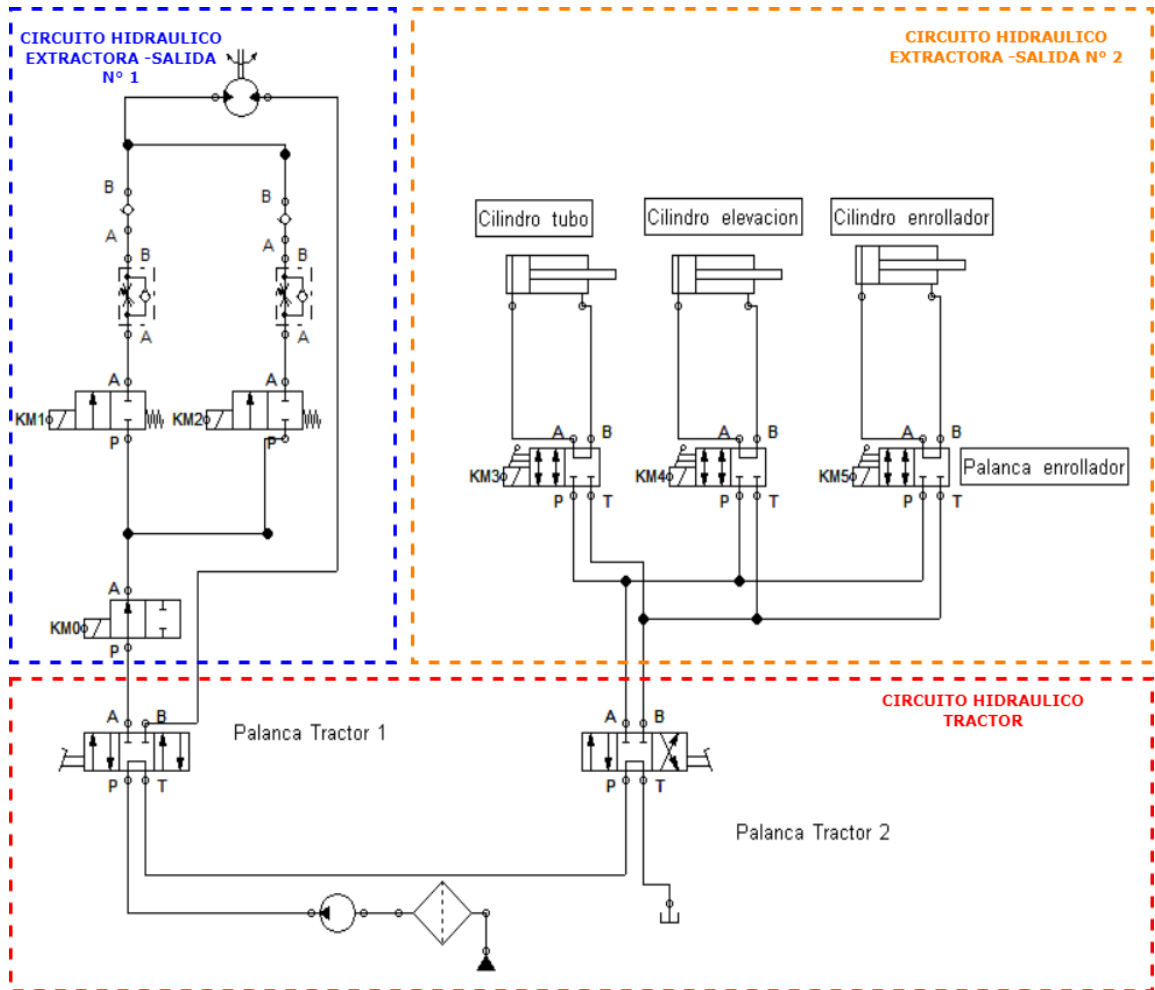 CIRCUITO HIDRAULICO
EXTRACTORA -SALIDA
N° 1
CIRCUITO HIDRAULICO
EXTRACTORA -SALIDA N° 2
B
B
A
A
B
B
A
A
Cilindro tubo
Cilindro elevacion
Cilindro enrollador
A
A
KM1
KM2
P
P
A
B
A
B
A
B
KM3
KM4
KM5
Palanca enrollador
P
T
P
T
P
T
A
KM0
P
CIRCUITO HIDRAULICO
TRACTOR
A
B
Palanca Tractor 1
P
T
A
B
P
T
Palanca Tractor 2